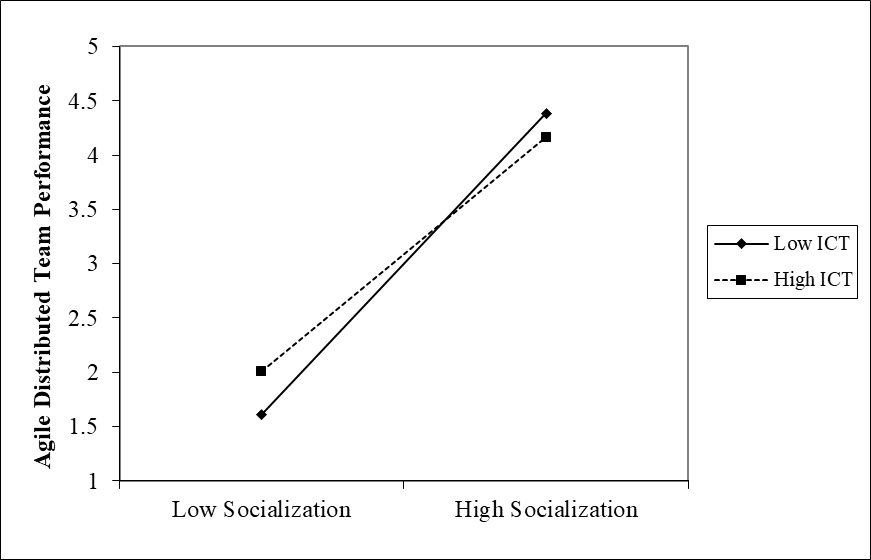 Agile Distributed Team Performance
5
4.5
4
3.5
3
2.5
2
1.5
1
Low Socialization
High Socialization
Low ICT
High ICT